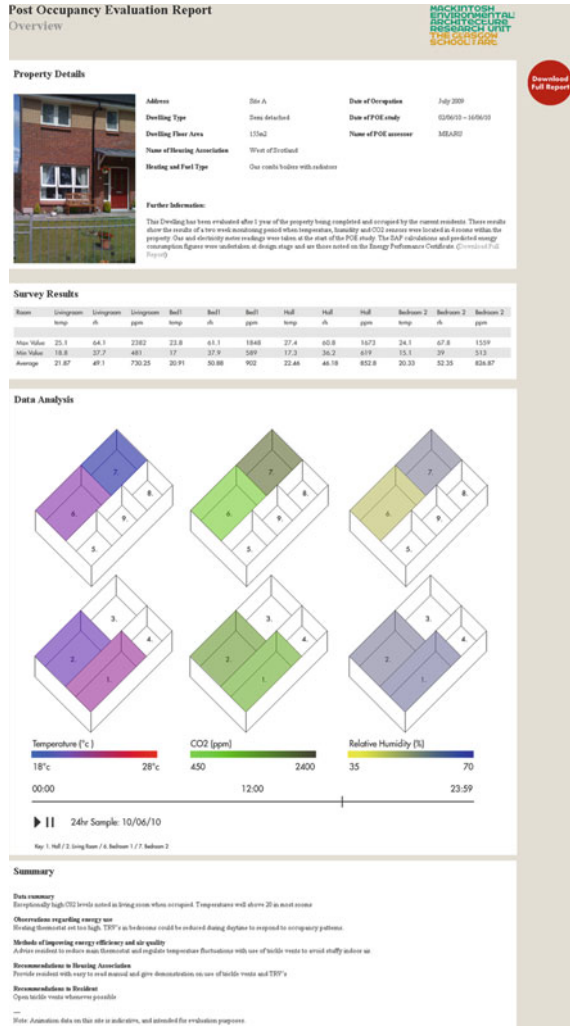 Post Occupancy Evaluation Report
Overview
MACKINTOSH
ENVIRONMENTAL
ARCHITECTURE
RESEARCH UNIT
THE GLASGOW
SCHOOL OF ART
Download
Full Report
Property Details
Address Site A Date of Occupation July 2009
Dwelling Type Semi detached Date of POE study 02/06/10 – 16/06/10
Dwelling Floor Area 133m2 Name of POE assessor MEARU
Name of Housing Association West of Scotland
Heating and Fuel Type Gas combi boilers with radiators
Further Information:
This Dwelling has been evaluated after 1 year of the property being completed and occupied by the current residents. These results
show the results of a two week monitoring period when temperature, humidity and CO2 sensors were located in 4 rooms within the
property. Gas and electricity meter readings were taken at the start of the POE study. The SAP calculations and predicted energy
consumption figures were undertaken at design stage and are those noted on the Energy Performance Certificate. (Download Full
Report)
Survey Results
Room Livingroom Livingroom Livingroom Bed1 Bed1 Bed1 Hall Hall Hall Bedroom 2 Bedroom 2 Bedroom 2
temp rh ppm temp rh ppm temp rh ppm temp rh ppm
Max Value 25.1 64.1 2382 23.8 61.1 1848 27.4 60.8 1673 24.1 67.8 1559
Min Value 18.8 37.7 481 17 37.9 589 17.3 36.2 619 15.1 39 513
Average 21.87 49.1 730.25 20.91 50.88 902 22.46 46.18 852.8 20.33 52.35 826.87
Data Analysis
7. 8. 6. 9. 5.
7. 8. 6. 9. 5.
7. 8. 6. 9. 5.
3. 4. 2. 1.
3. 4. 2. 1.
3. 4. 2. 1.
Temperature (°c ) CO2 (ppm) Relative Humidity (%)
18°c 28°c 450 2400 35 70
00:00 12:00 23:59
24hr Sample: 10/06/10
Key: 1. Hall / 2. Living Room / 6. Bedroom 1 / 7. Bedroom 2
Summary
Data summary
Exceptionally high CO2 levels noted in living room when occupied. Temperatures well above 20 in most rooms
Observations regarding energy use
Heating thermostat set too high. TRV's in bedrooms could be reduced during daytime to respond to occupancy patterns.
Methods of improving energy efficiency and air quality
Advise resident to reduce main thermostat and regulate temperature fluctuations with use of trickle vents to avoid stuffy indoor air
Recommendations to Housing Association
Provide resident with easy to read manual and give demonstration on use of trickle vents and TRV's
Recommendations to Resident
Open trickle vents whenever possible
—
Note: Animation data on this site is indicative, and intended for evaluation purposes